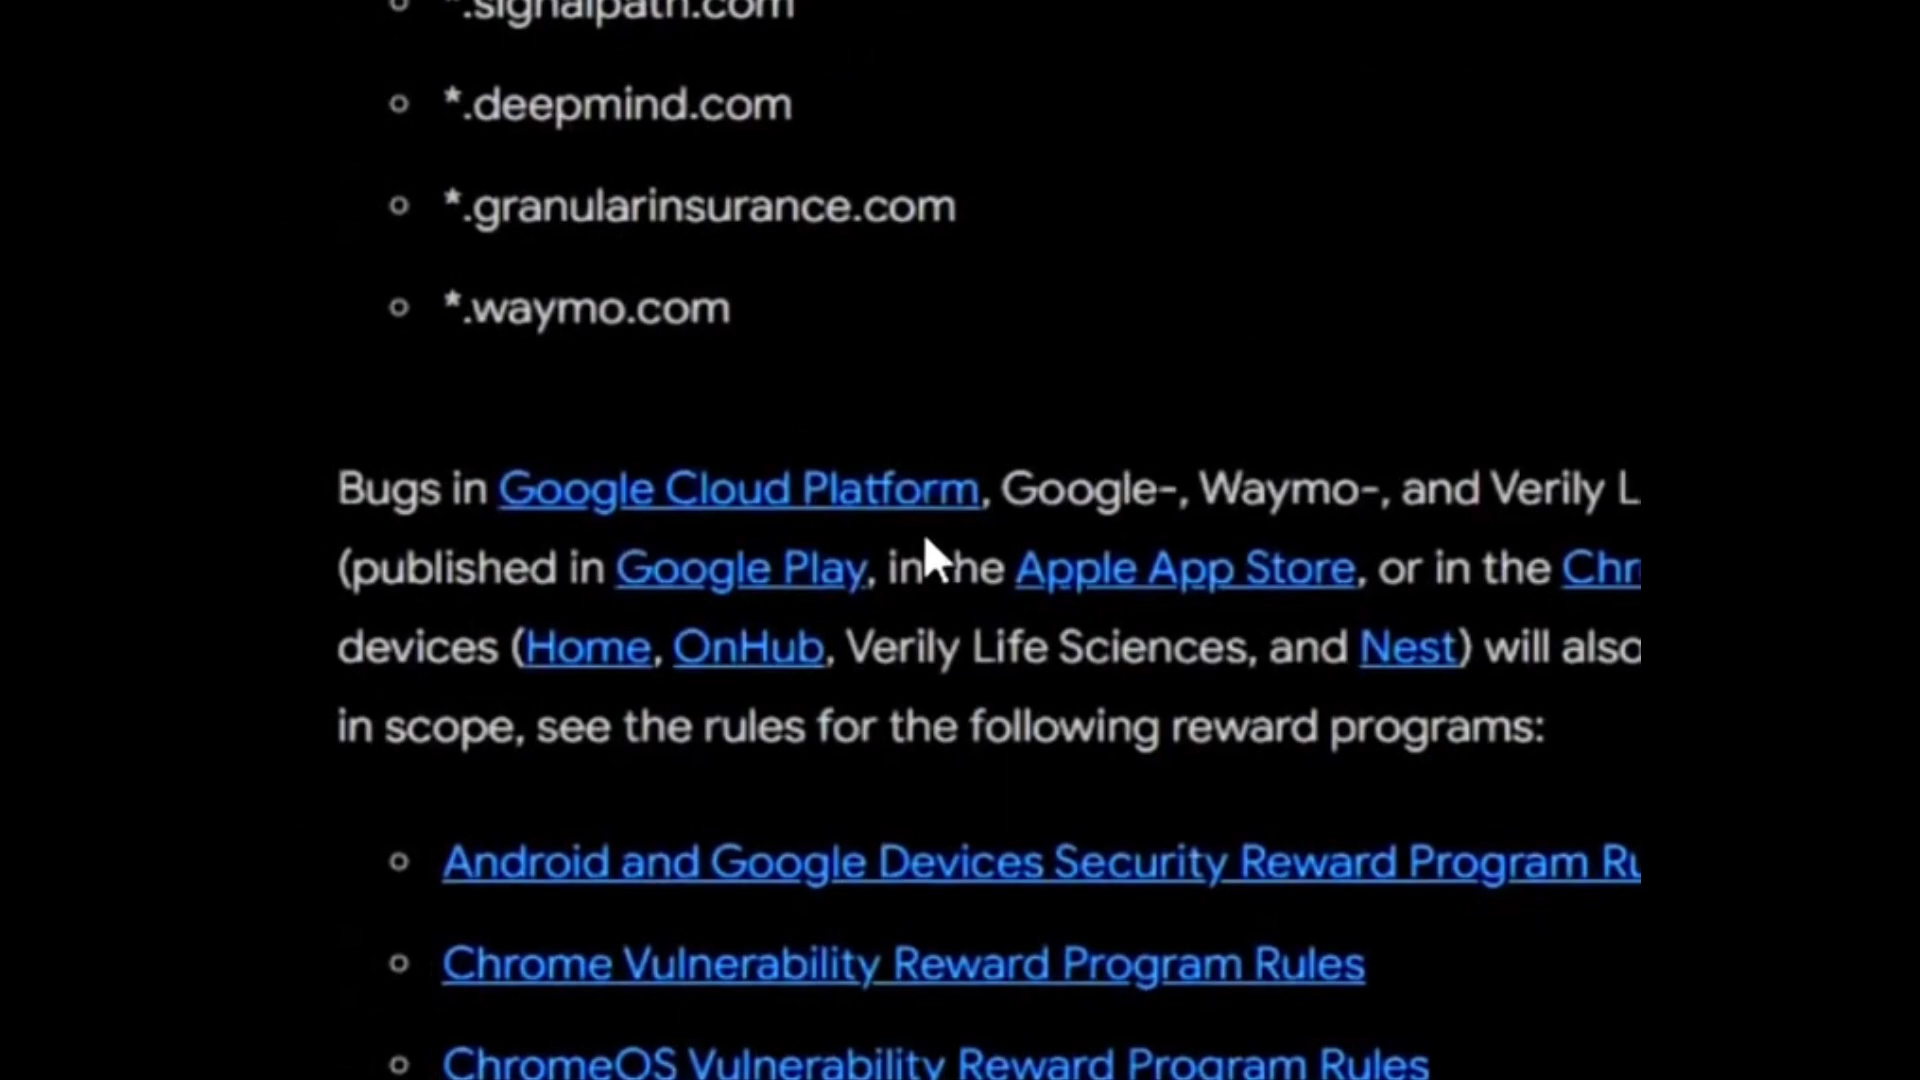 *.signalpath.com
*.deepmind.com
*.granularinsurance.com
*.waymo.com
Bugs in Google Cloud Platform, Google-, Waymo-, and Verily L
(published in Google Play, in the Apple App Store, or in the Chr
devices (Home, OnHub, Verily Life Sciences, and Nest) will also
in scope, see the rules for the following reward programs:
Android and Google Devices Security Reward Program Ru
Chrome Vulnerability Reward Program Rules
ChromeOS Vulnerability Reward Program Rules